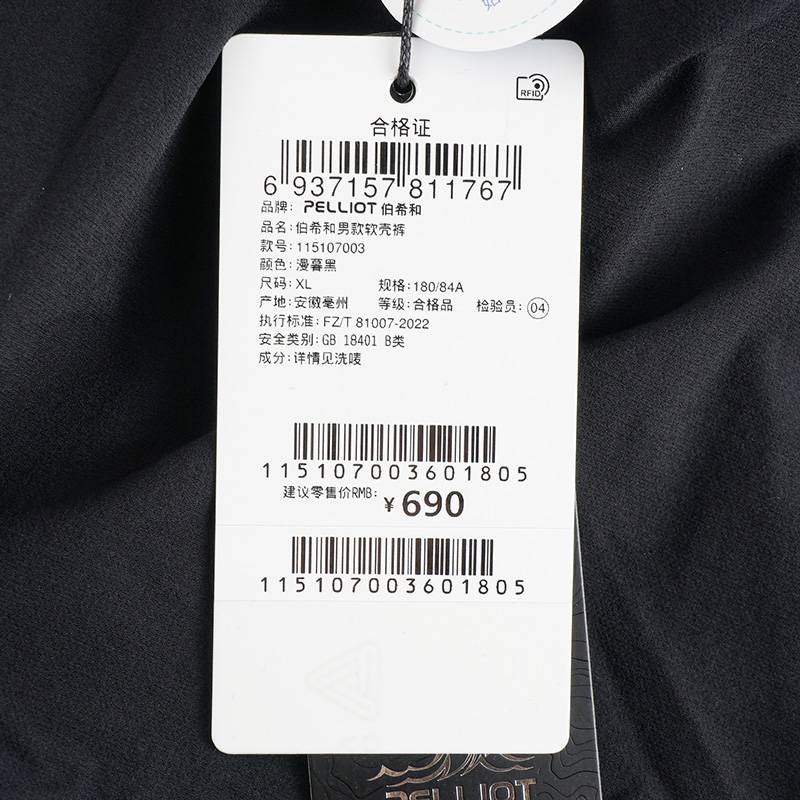 RFID
合格证
6 937157 811767
品牌: PELLIOT 伯希和
品名:伯希和男款软壳裤
款号:115107003
颜色:漫暮黑
尺码:XL 规格:180/84A
产地:安徽亳州 等级:合格品 检验员:04
执行标准:FZ/T 81007-2022
安全类别:GB 18401 B类
成分:详情见洗唛
115107003601805
建议零售价RMB: ¥690
115107003601805
PELLIOT